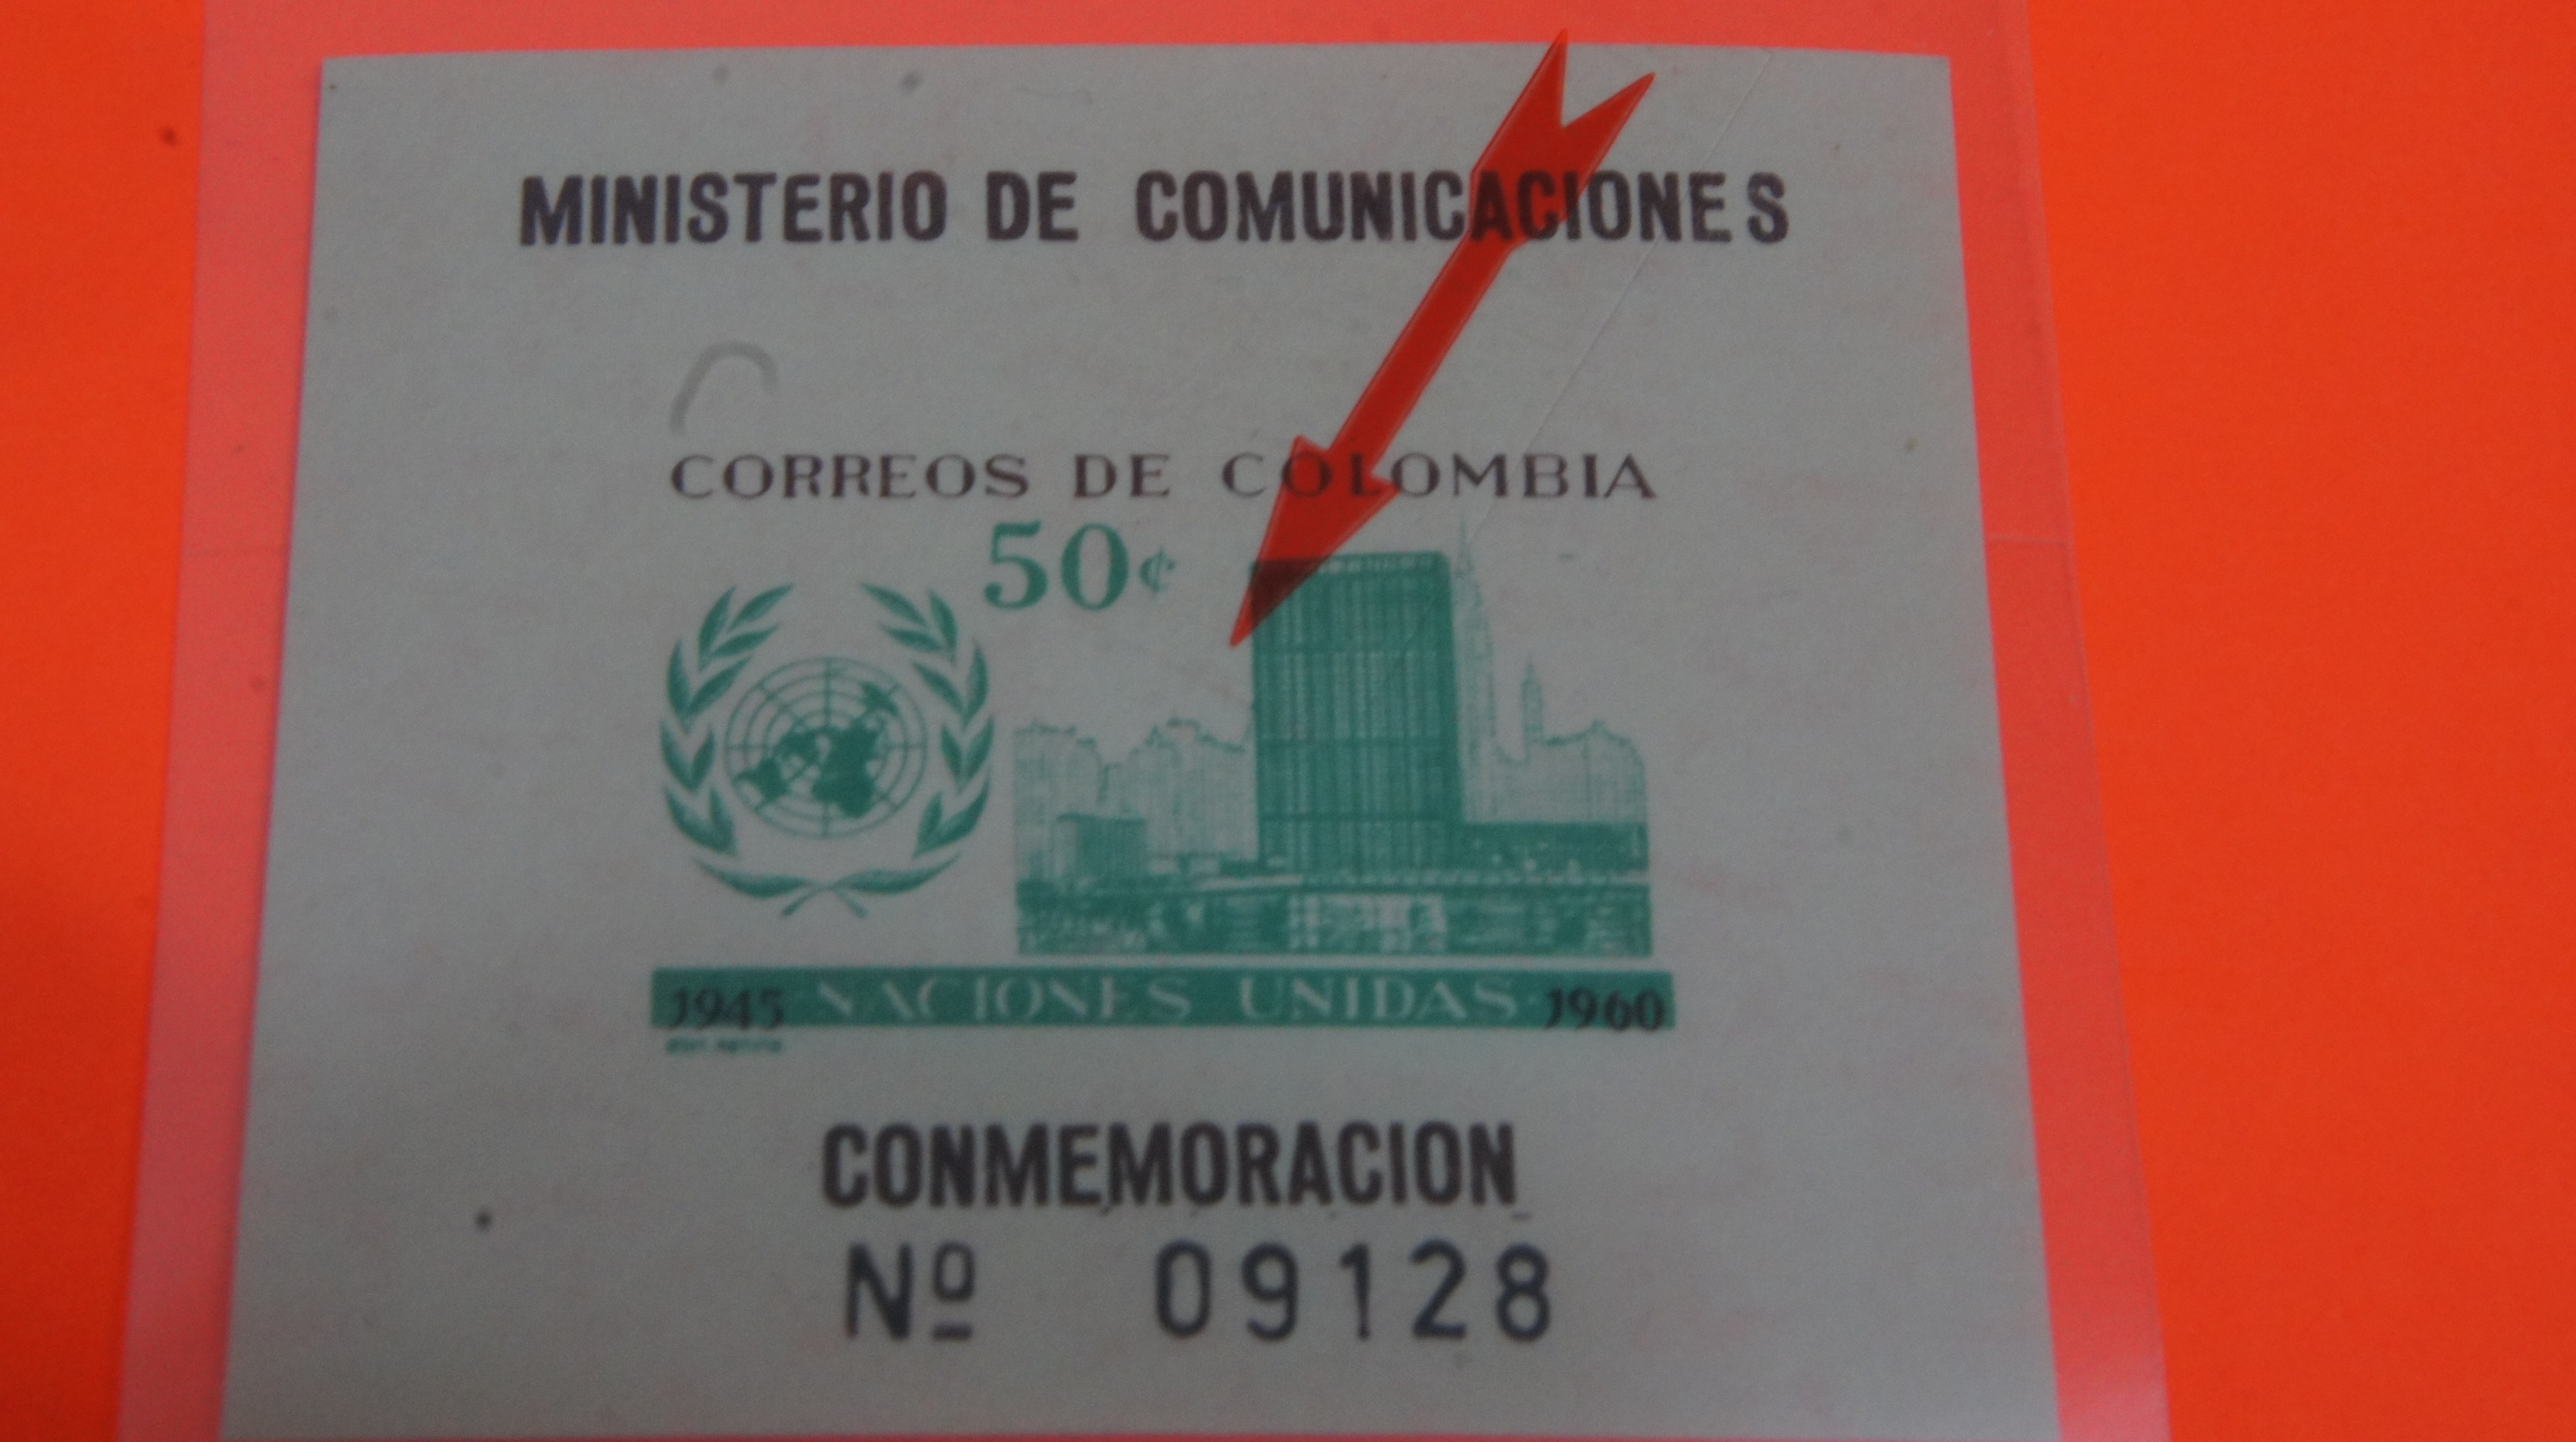 MINISTERIO DE COMUNICACIONES
CORREOS DE COLOMBIA
50¢
1945 NACIONES UNIDAS 1960
CONMEMORACION
Nº 09128